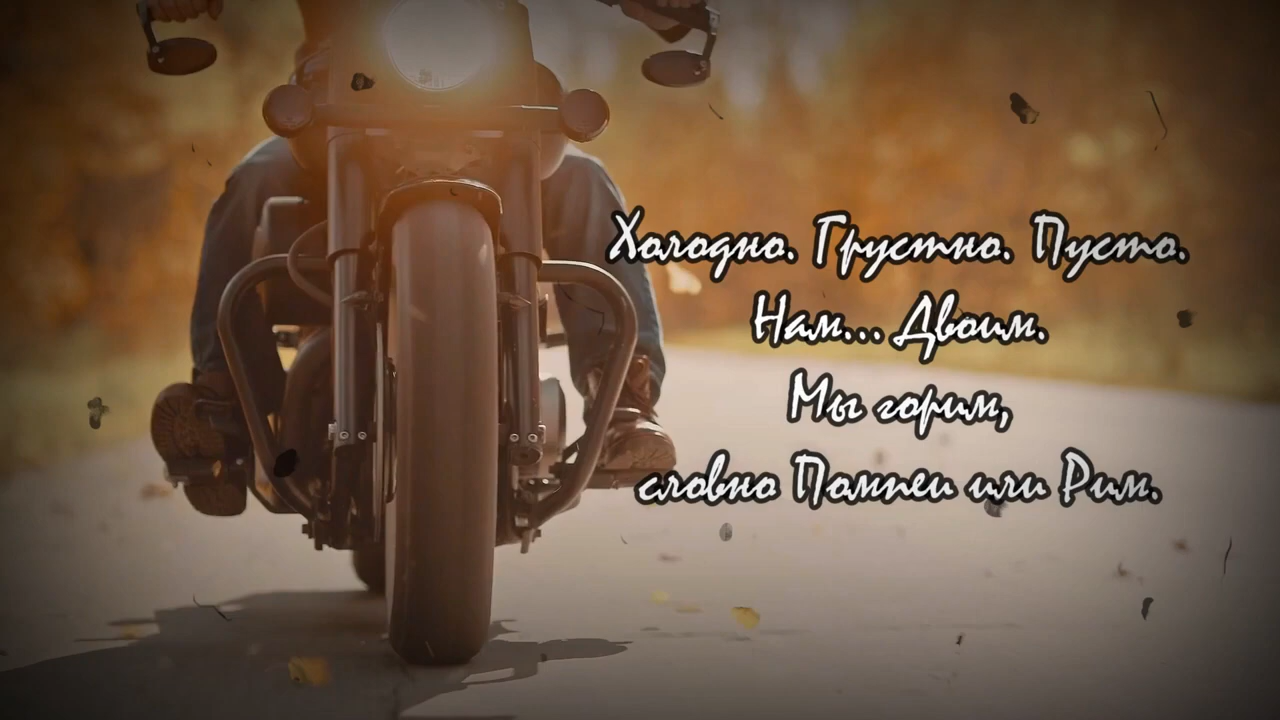 Холодно. Грустно. Пусто.
Нам... Двоим.
Мы горим,
словно Помпеи или Рим.